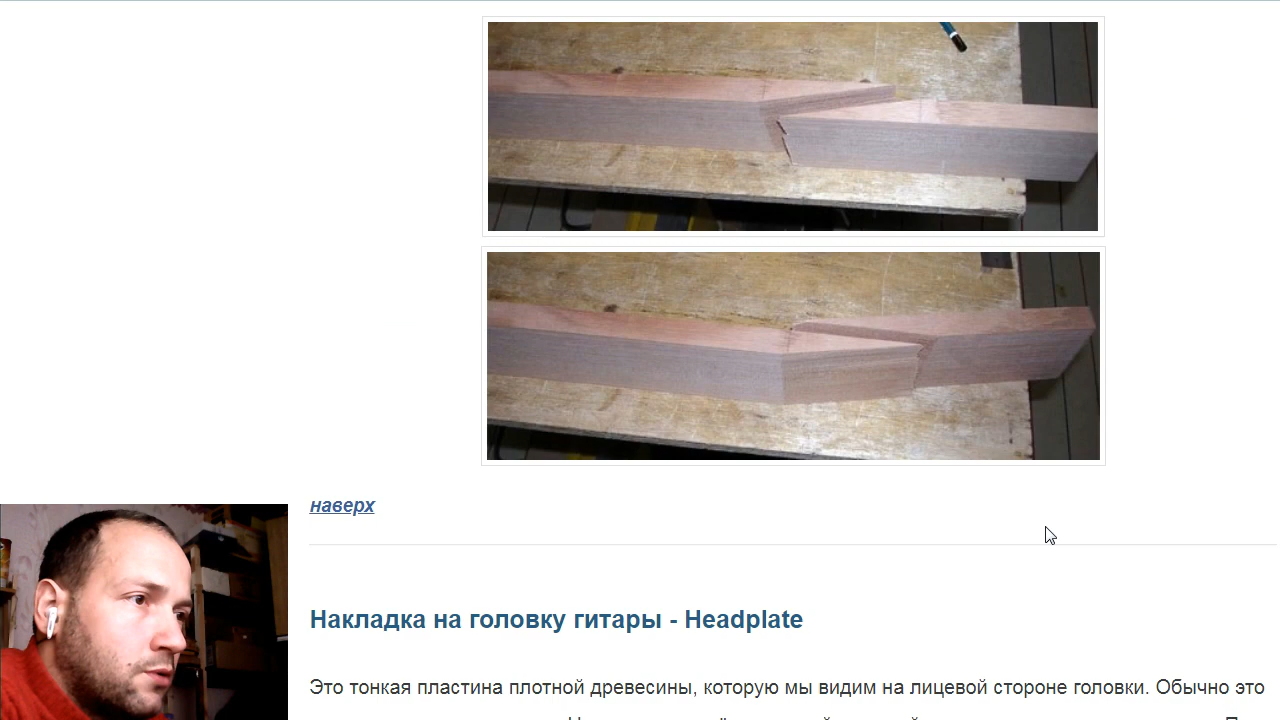 наверх
Накладка на головку гитары - Headplate
Это тонкая пластина плотной древесины, которую мы видим на лицевой стороне головки. Обычно это